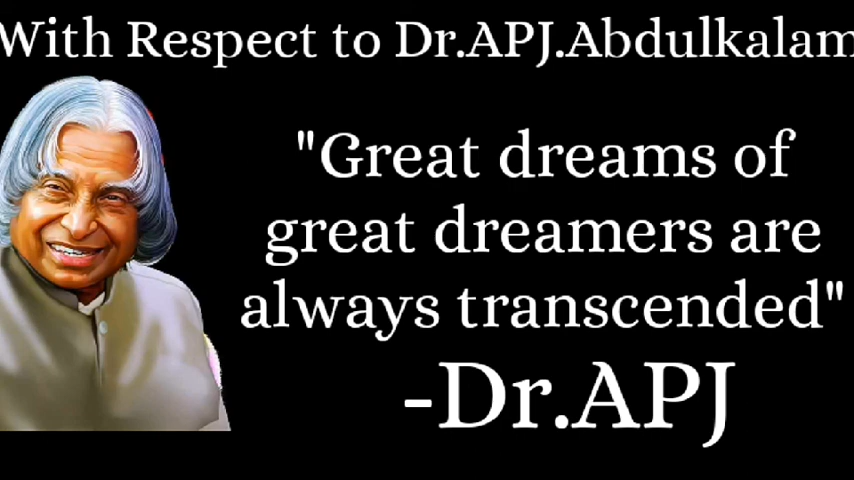 With Respect to Dr.APJ.Abdulkalam
"Great dreams of
great dreamers are
always transcended"
-Dr.APJ